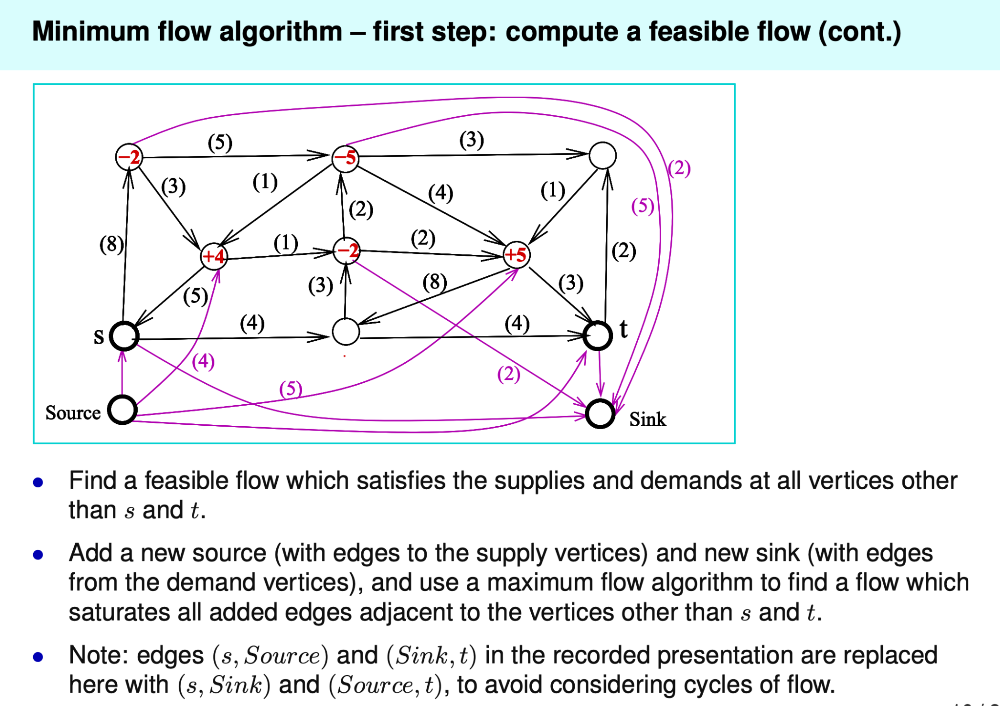 Minimum flow algorithm – first step: compute a feasible flow (cont.)
(5)
(3)
−2
−5
(2)
(3)
(1)
(4)
(1)
(5)
(2)
(8)
(1)
(2)
(2)
+4
−2
+5
(3)
(8)
(3)
(5)
(4)
(4)
s
t
(4)
(2)
(5)
Source
Sink
• Find a feasible flow which satisfies the supplies and demands at all vertices other
than s and t.
• Add a new source (with edges to the supply vertices) and new sink (with edges
from the demand vertices), and use a maximum flow algorithm to find a flow which
saturates all added edges adjacent to the vertices other than s and t.
• Note: edges (s, Source) and (Sink, t) in the recorded presentation are replaced
here with (s, Sink) and (Source, t), to avoid considering cycles of flow.